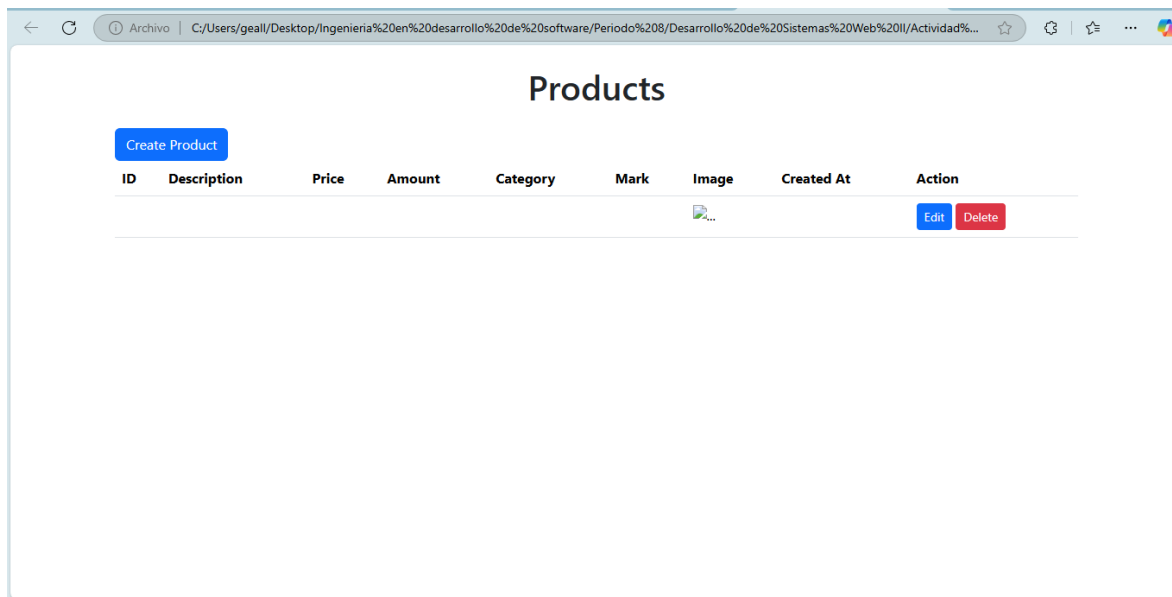 Archivo | C:/Users/geall/Desktop/Ingenieria%20en%20desarrollo%20de%20software/Periodo%208/Desarrollo%20de%20Sistemas%20Web%20II/Actividad%...
Products
Create Product
ID Description Price Amount Category Mark Image Created At Action
... Edit Delete